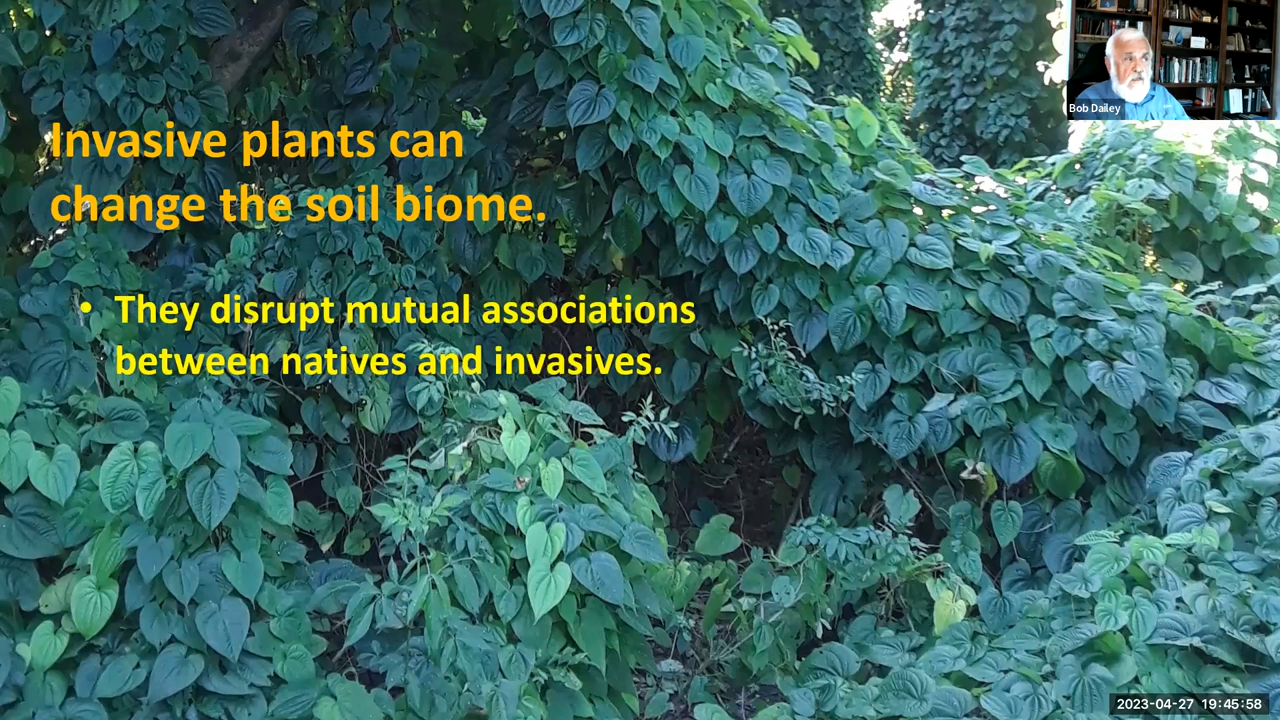 Invasive plants can
change the soil biome.
• They disrupt mutual associations
between natives and invasives.
Bob Dailey
2023-04-27 19:45:58